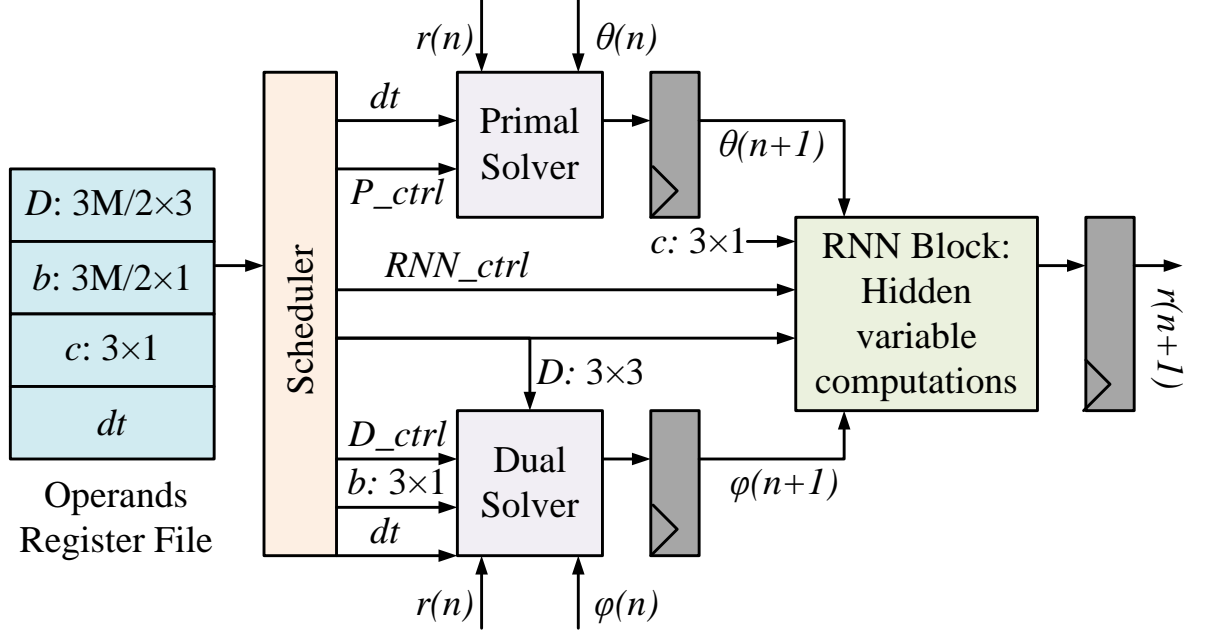 r(n)
θ(n)
D: 3M/2×3
b: 3M/2×1
c: 3×1
dt
Operands
Register File
Scheduler
dt
P_ctrl
Primal
Solver
θ(n+1)
c: 3×1
RNN_ctrl
RNN Block:
Hidden
variable
computations
r(n+1)
D: 3×3
D_ctrl
b: 3×1
dt
Dual
Solver
φ(n+1)
r(n)
φ(n)